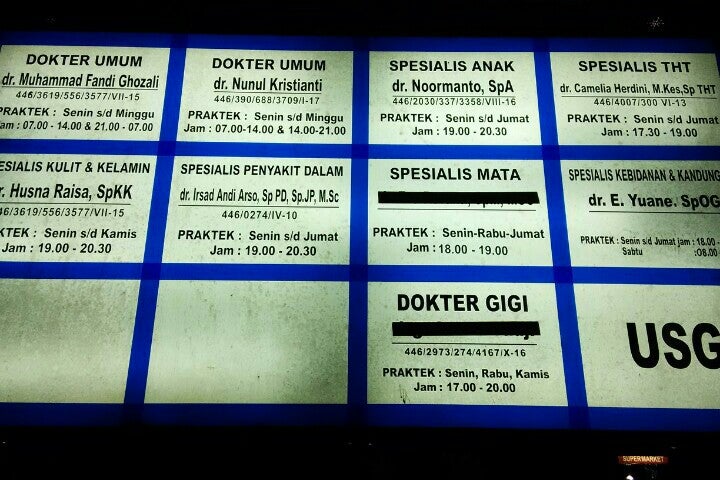 DOKTER UMUM
dr. Muhammad Fandi Ghozali
446/3619/556/3577/VII-15
PRAKTEK : Senin s/d Minggu
Jam : 07.00 - 14.00 & 21.00 - 07.00
DOKTER UMUM
dr. Nunul Kristianti
446/390/688/3709/I-17
PRAKTEK : Senin s/d Minggu
Jam : 07.00-14.00 & 14.00-21.00
SPESIALIS ANAK
dr. Noormanto, SpA
446/2030/337/3358/VIII-16
PRAKTEK : Senin s/d Jumat
Jam : 19.00 - 20.30
SPESIALIS THT
dr. Camelia Herdini, M.Kes,Sp THT
446/4007/300 VI-13
PRAKTEK : Senin s/d Jumat
Jam : 17.30 - 19.00
SPESIALIS KULIT & KELAMIN
dr. Husna Raisa, SpKK
446/3619/556/3577/VII-15
PRAKTEK : Senin s/d Kamis
Jam : 19.00 - 20.30
SPESIALIS PENYAKIT DALAM
dr. Irsad Andi Arso, Sp PD, Sp.JP, M.Sc
446/0274/IV-10
PRAKTEK : Senin s/d Jumat
Jam : 19.00 - 20.30
SPESIALIS MATA
PRAKTEK : Senin-Rabu-Jumat
Jam : 18.00 - 19.00
SPESIALIS KEBIDANAN & KANDUNG
dr. E. Yuane. SpOG
PRAKTEK : Senin s/d Jumat jam : 18.00 -
Sabtu :08.00
DOKTER GIGI
446/2973/274/4167/X-16
PRAKTEK : Senin, Rabu, Kamis
Jam : 17.00 - 20.00
USG
SUPERMARKET